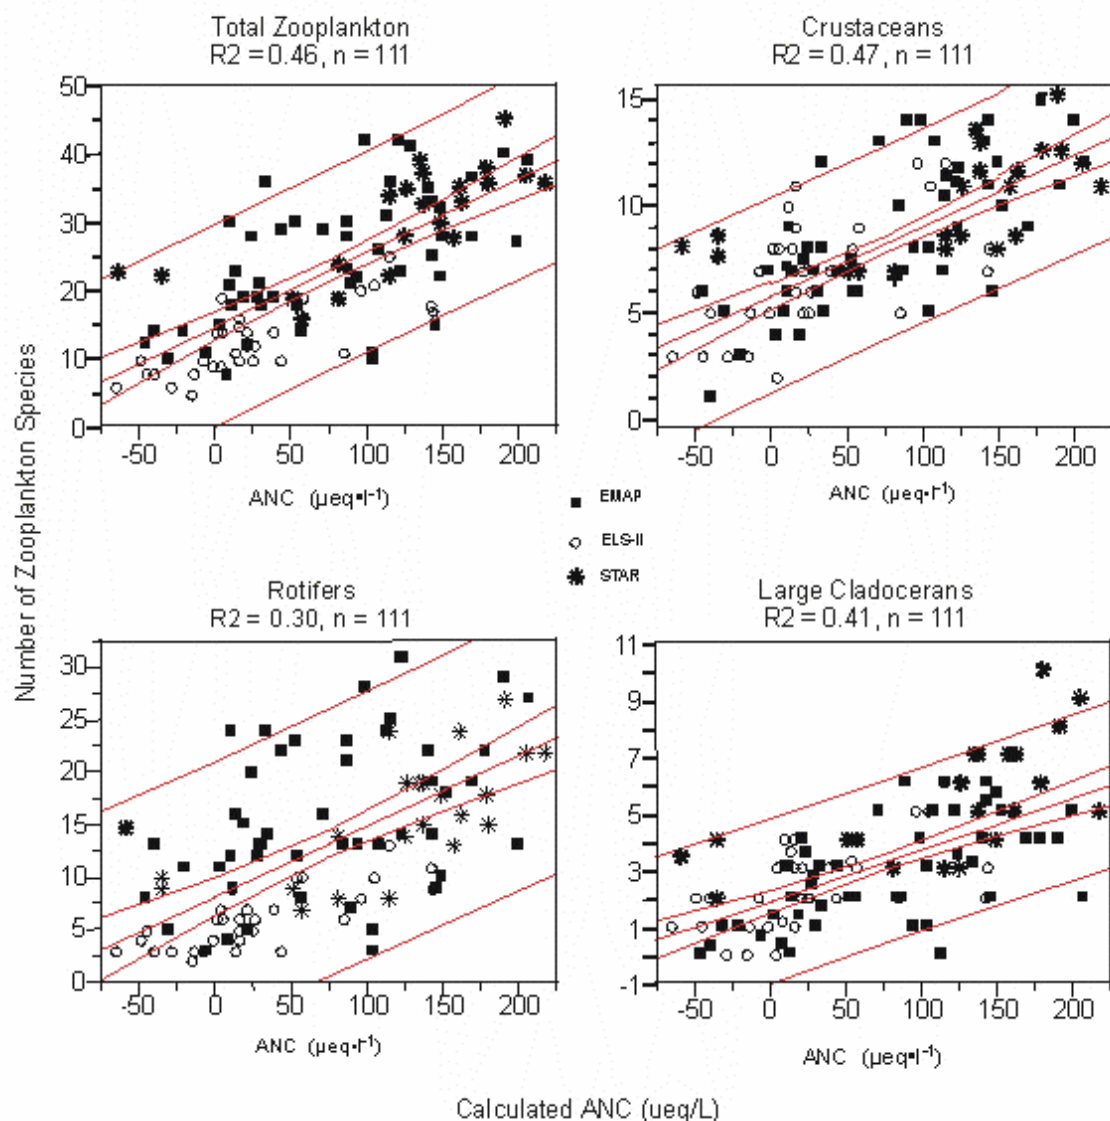 Total Zooplankton
R2 = 0.46, n = 111
Crustaceans
R2 = 0.47, n = 111
50
40
30
20
10
0
-50 0 50 100 150 200
ANC (µeq•l-1)
15
10
5
0
-50 0 50 100 150 200
ANC (µeq•l-1)
Number of Zooplankton Species
EMAP
ELS-II
STAR
Rotifers
R2 = 0.30, n = 111
Large Cladocerans
R2 = 0.41, n = 111
30
25
20
15
10
5
0
-50 0 50 100 150 200
ANC (µeq•l-1)
11
9
7
5
3
1
-1
-50 0 50 100 150 200
ANC (µeq•l-1)
Calculated ANC (ueq/L)